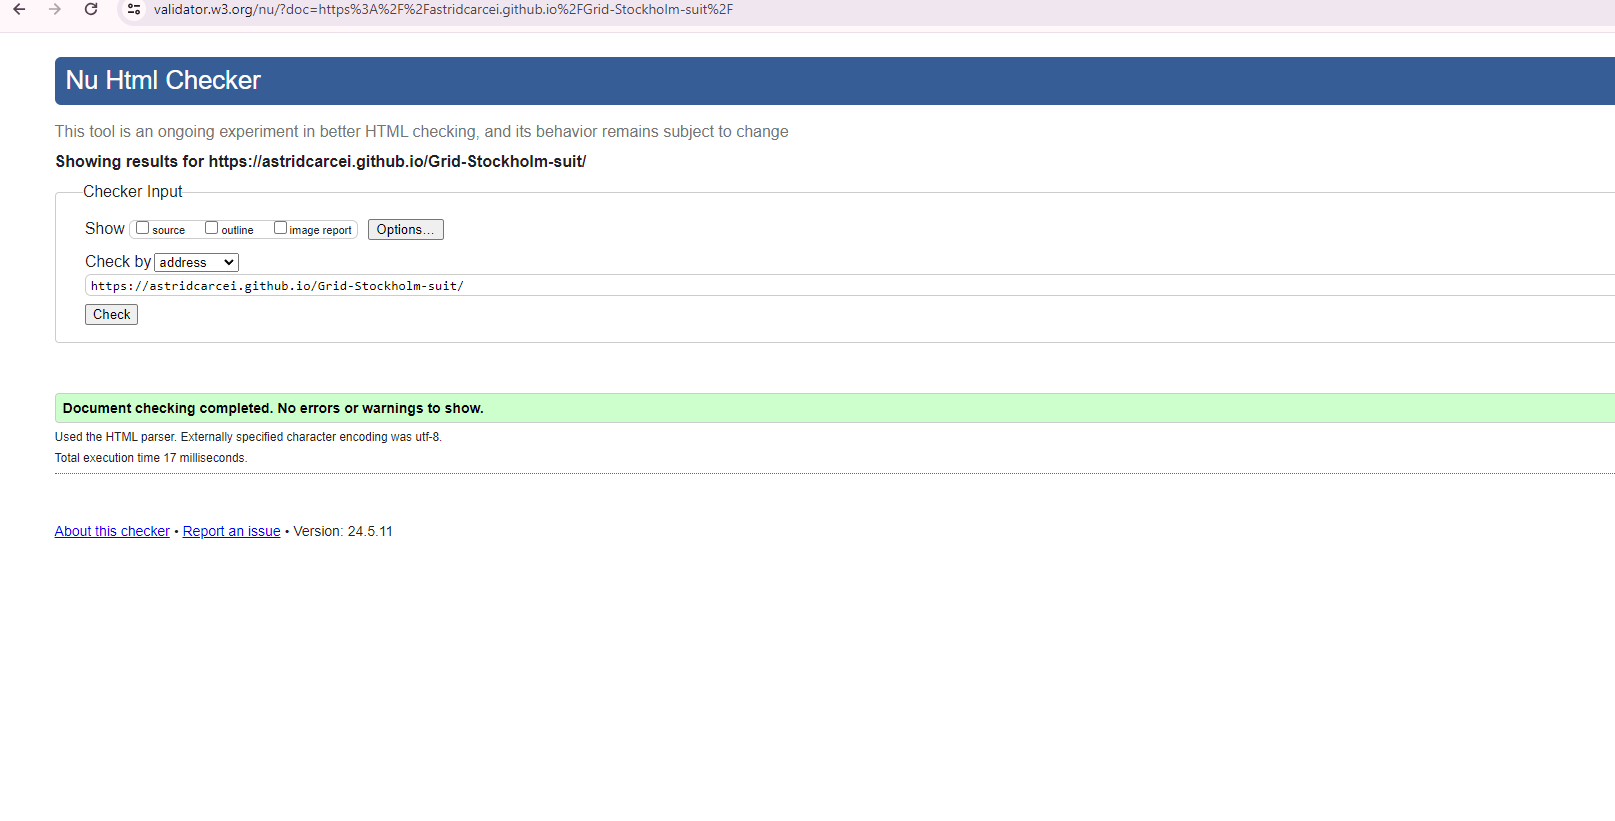 validator.w3.org/nu/?doc=https%3A%2F%2Fastridcarcei.github.io%2FGrid-Stockholm-suit%2F
Nu Html Checker
This tool is an ongoing experiment in better HTML checking, and its behavior remains subject to change
Showing results for https://astridcarcei.github.io/Grid-Stockholm-suit/
Checker Input
Show source outline image report Options...
Check by address
https://astridcarcei.github.io/Grid-Stockholm-suit/
Check
Document checking completed. No errors or warnings to show.
Used the HTML parser. Externally specified character encoding was utf-8.
Total execution time 17 milliseconds.
About this checker • Report an issue • Version: 24.5.11